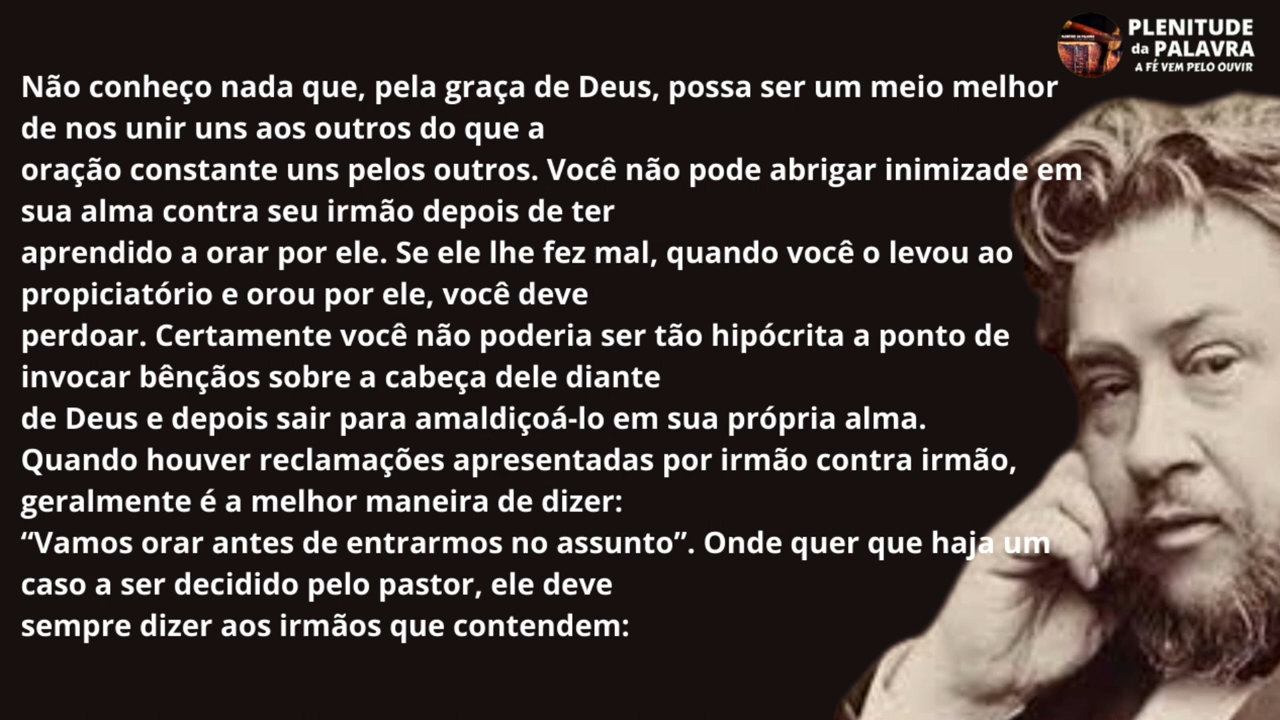 PLENITUDE
da PALAVRA
A FÉ VEM PELO OUVIR
Não conheço nada que, pela graça de Deus, possa ser um meio melhor
de nos unir uns aos outros do que a
oração constante uns pelos outros. Você não pode abrigar inimizade em
sua alma contra seu irmão depois de ter
aprendido a orar por ele. Se ele lhe fez mal, quando você o levou ao
propiciatório e orou por ele, você deve
perdoar. Certamente você não poderia ser tão hipócrita a ponto de
invocar bênçãos sobre a cabeça dele diante
de Deus e depois sair para amaldiçoá-lo em sua própria alma.
Quando houver reclamações apresentadas por irmão contra irmão,
geralmente é a melhor maneira de dizer:
“Vamos orar antes de entrarmos no assunto”. Onde quer que haja um
caso a ser decidido pelo pastor, ele deve
sempre dizer aos irmãos que contendem: